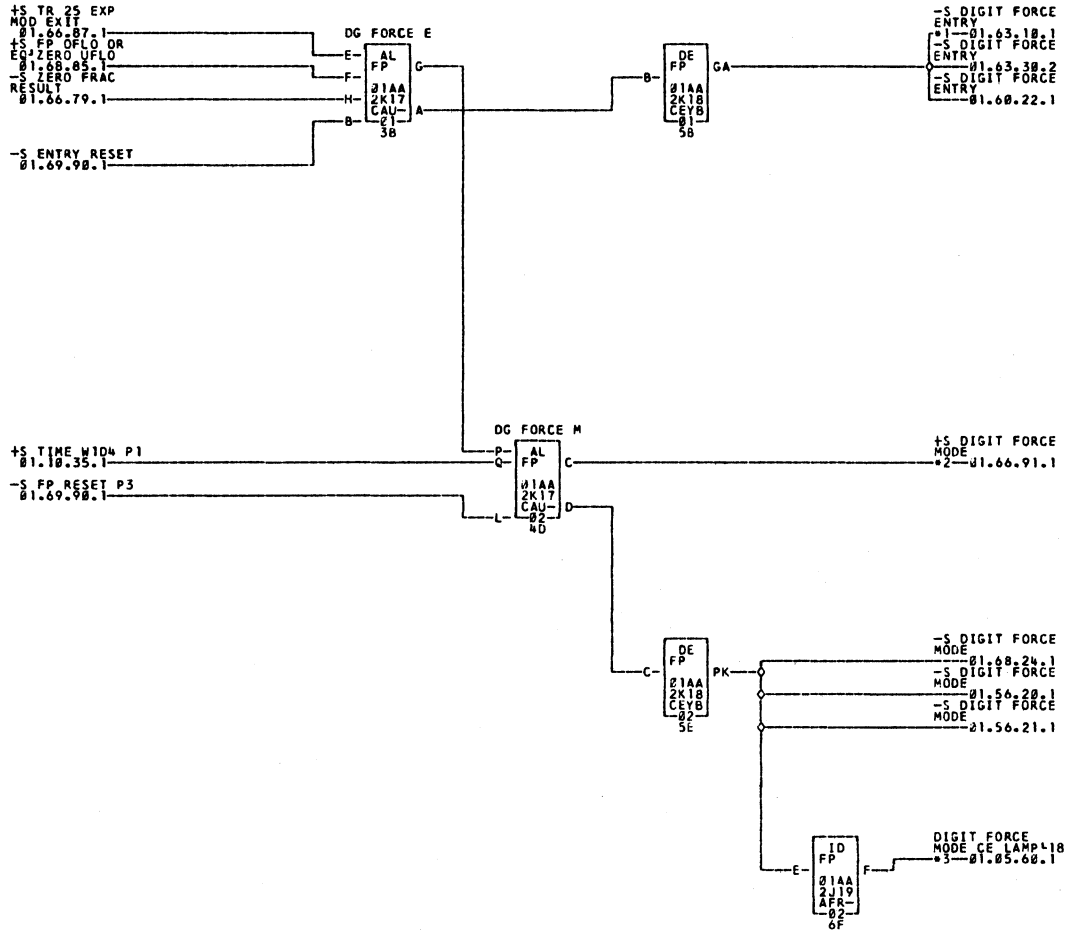 +S TR 25 EXP
MOD EXIT
01.66.87.1
+S FP OFLO OR
EQ'ZERO UFLO
01.68.85.1
-S ZERO FRAC
RESULT
01.66.79.1
-S ENTRY RESET
01.69.90.1
DG FORCE E
E
F
H
B
AL
FP
01AA
2K17
CAU-
01
3B
G
A
B
DE
FP
01AA
2K18
CEYB
01
5B
GA
-S DIGIT FORCE
ENTRY
*1-01.63.10.1
-S DIGIT FORCE
ENTRY
01.63.30.2
-S DIGIT FORCE
ENTRY
01.60.22.1
+S TIME W1D4 P1
01.10.35.1
-S FP RESET P3
01.69.90.1
DG FORCE M
P
Q
L
AL
FP
01AA
2K17
CAU-
02
4D
C
D
+S DIGIT FORCE
MODE
*2-01.66.91.1
C
DE
FP
01AA
2K18
CEYB
02
5E
PK
-S DIGIT FORCE
MODE
01.68.24.1
-S DIGIT FORCE
MODE
01.56.20.1
-S DIGIT FORCE
MODE
01.56.21.1
E
ID
FP
01AA
2J19
AFR-
02
6F
F
DIGIT FORCE
MODE CE LAMP'18
*3-01.05.60.1